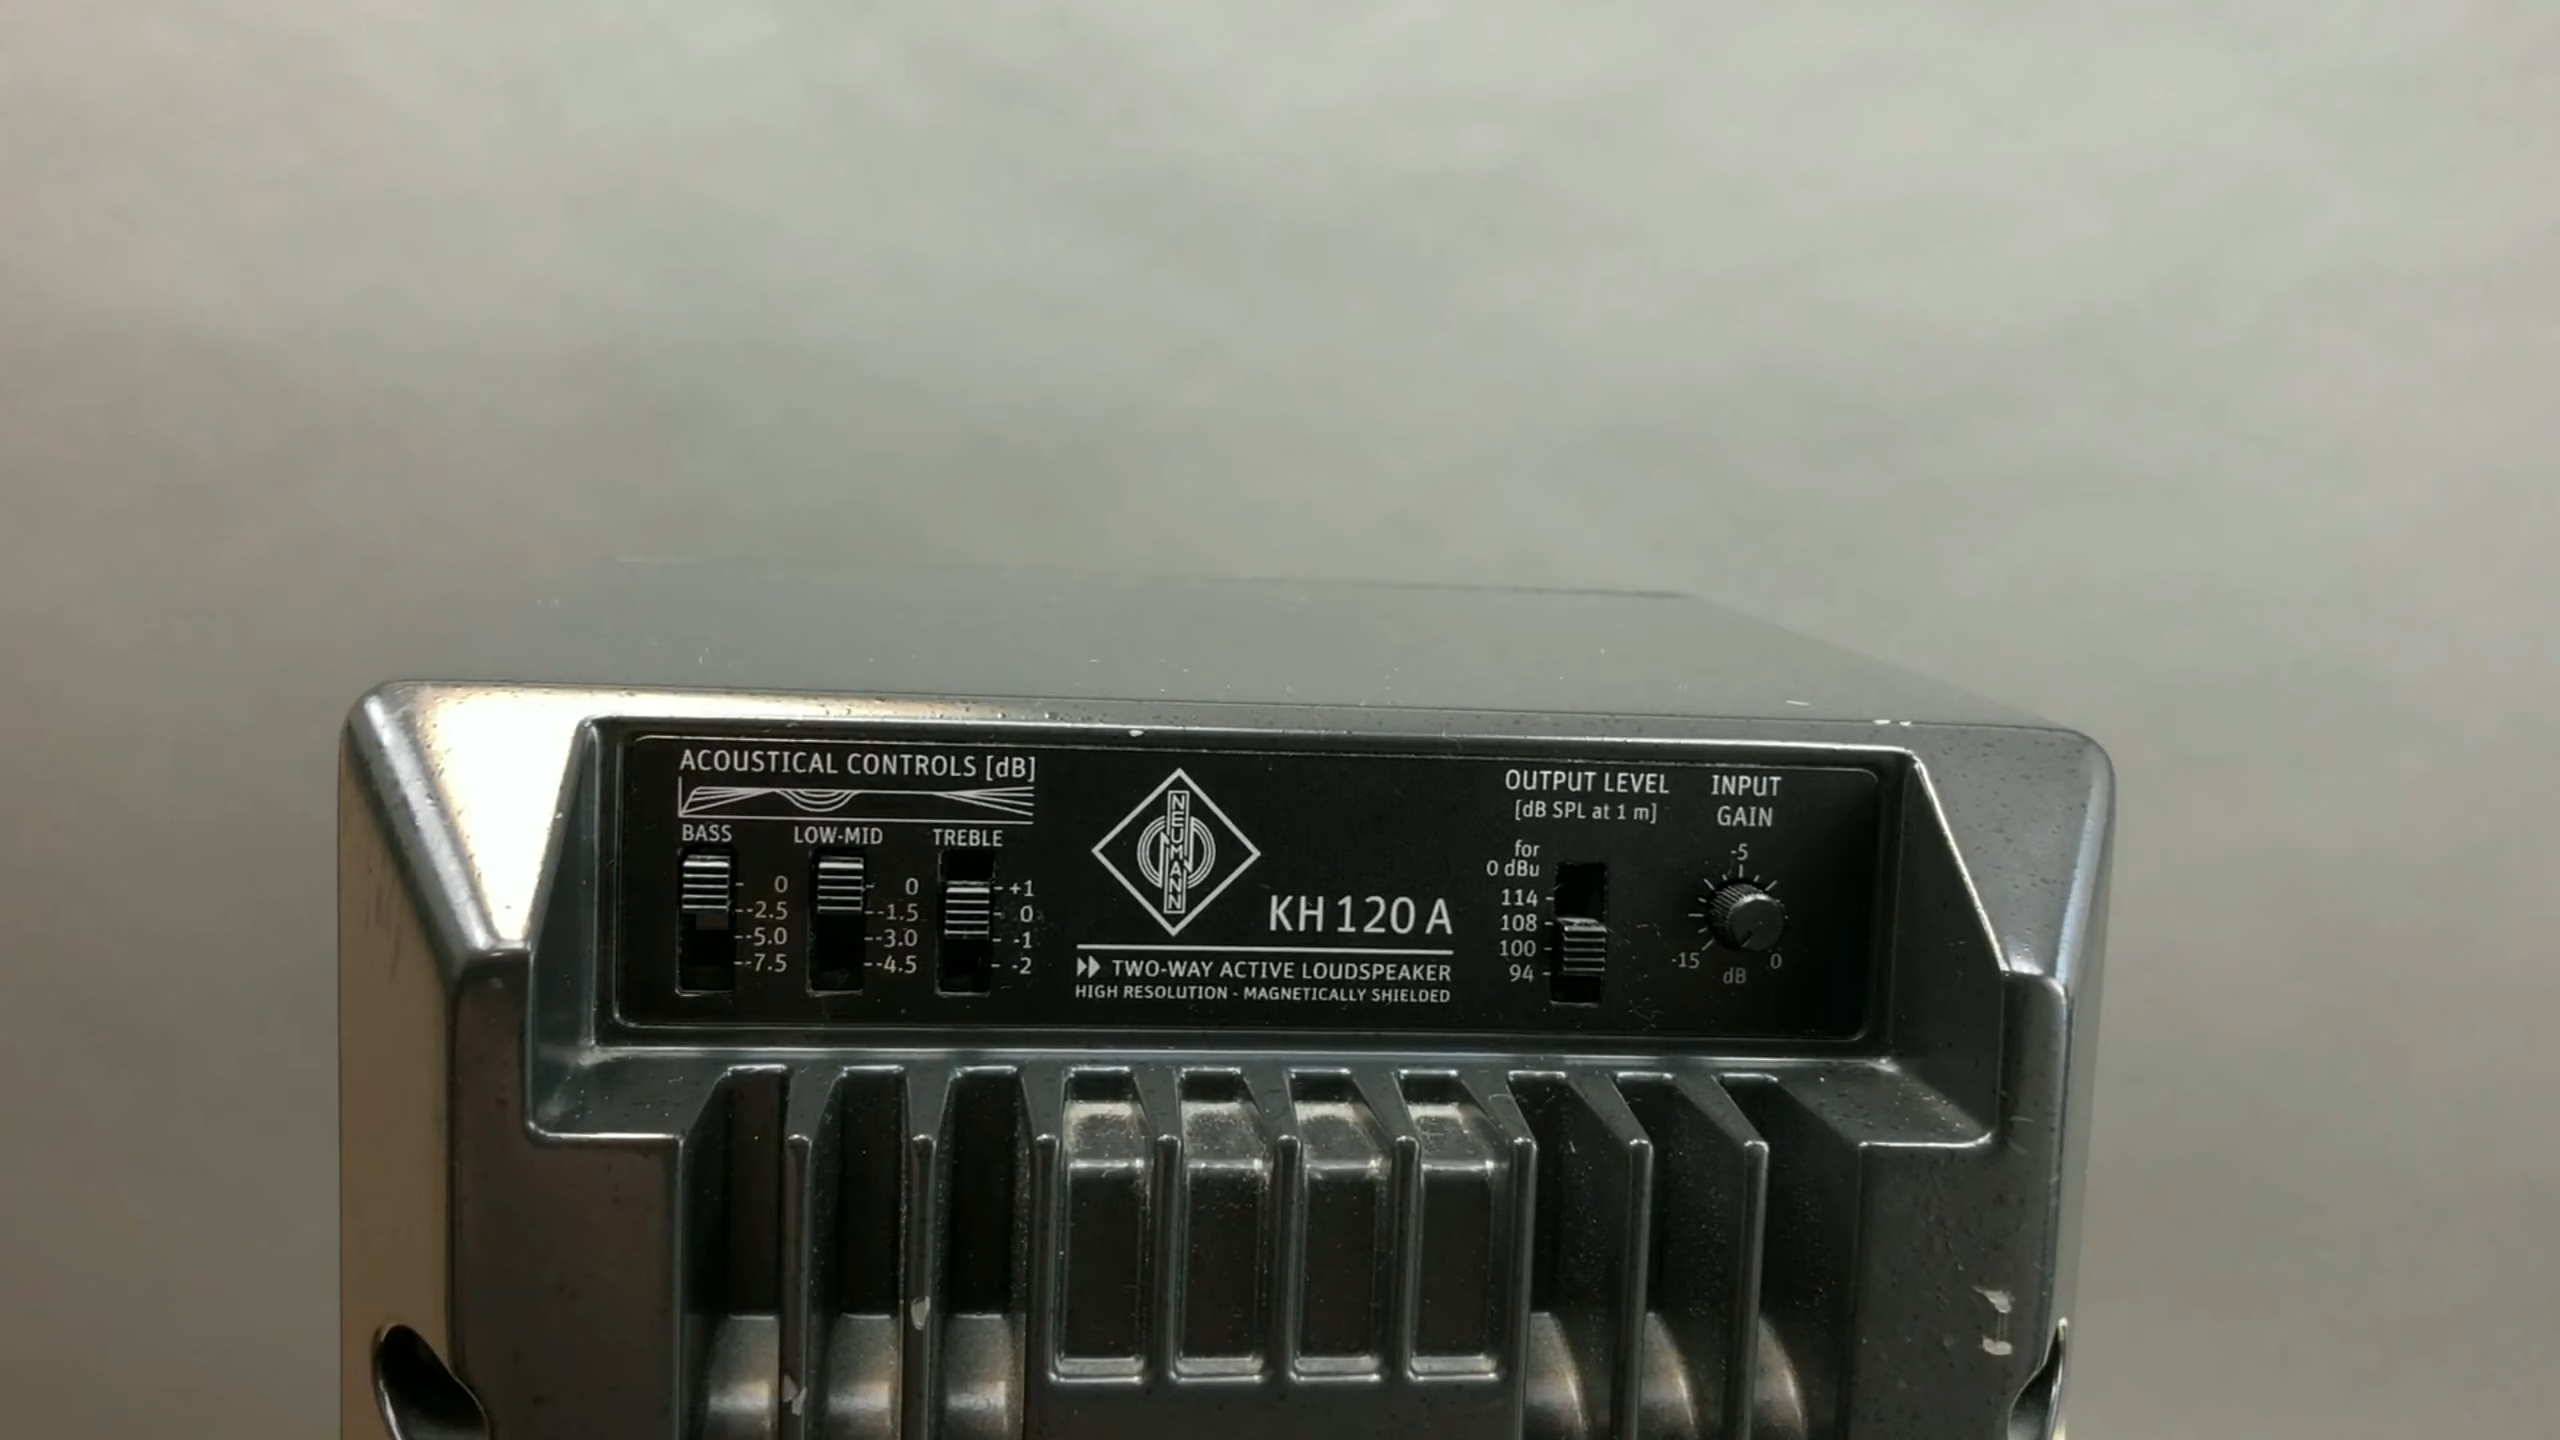 ACOUSTICAL CONTROLS [dB]
BASS LOW-MID TREBLE
0
--2.5
--5.0
--7.5
0
--1.5
--3.0
--4.5
+1
0
-1
-2
NEUMANN
KH 120 A
TWO-WAY ACTIVE LOUDSPEAKER
HIGH RESOLUTION - MAGNETICALLY SHIELDED
OUTPUT LEVEL
[dB SPL at 1 m]
for
0 dBu
114
108
100
94
INPUT
GAIN
-5
-15 0
dB